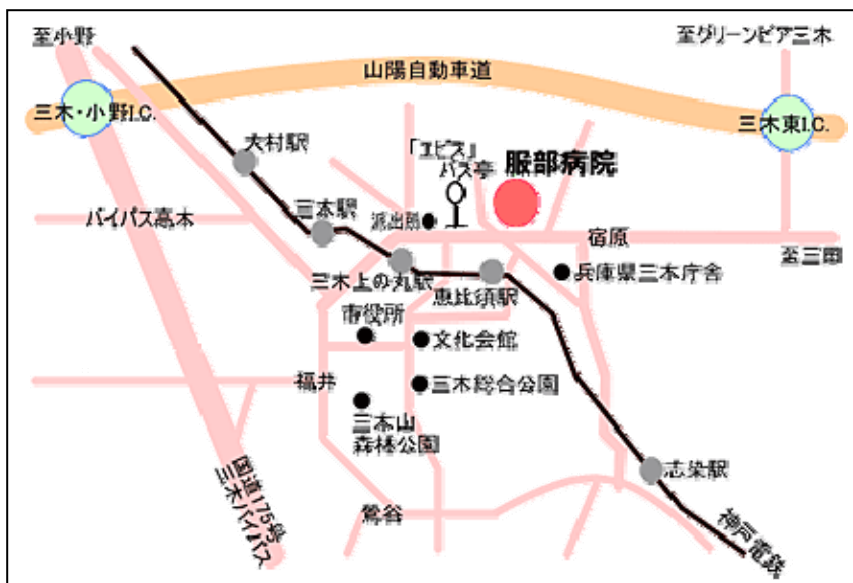 至小野
至グリーンピア三木
山陽自動車道
三木・小野I.C.
三木東I.C.
大村駅
「エビス」
バス亭
服部病院
三木駅
派出所
バイパス高木
宿原
至三田
三木上の丸駅
恵比須駅
兵庫県三木庁舎
市役所
文化会館
福井
三木総合公園
三木山
森林公園
志染駅
国道175号
三木バイパス
鶯谷
神戸電鉄